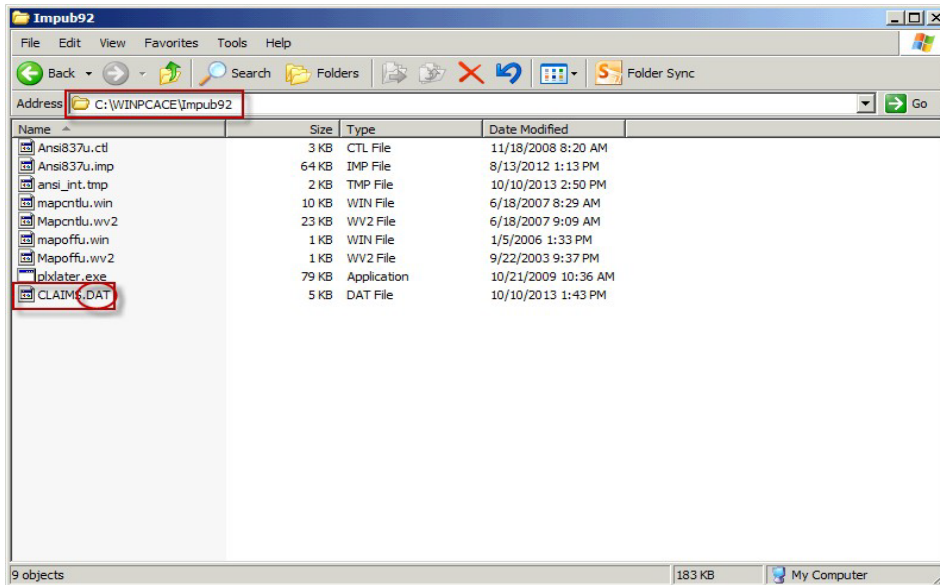 Impub92
File Edit View Favorites Tools Help
Back Search Folders Folder Sync
Address C:\WINPCACE\Impub92 Go
Name Size Type Date Modified
Ansi837u.ctl 3 KB CTL File 11/18/2008 8:20 AM
Ansi837u.imp 64 KB IMP File 8/13/2012 1:13 PM
ansi_int.tmp 2 KB TMP File 10/10/2013 2:50 PM
mapcntlu.win 10 KB WIN File 6/18/2007 8:29 AM
Mapcntlu.wv2 23 KB WV2 File 6/18/2007 9:09 AM
mapoffu.win 1 KB WIN File 1/5/2006 1:33 PM
Mapoffu.wv2 1 KB WV2 File 9/22/2003 9:37 PM
plxlater.exe 79 KB Application 10/21/2009 10:36 AM
CLAIMS.DAT 5 KB DAT File 10/10/2013 1:43 PM
9 objects 183 KB My Computer